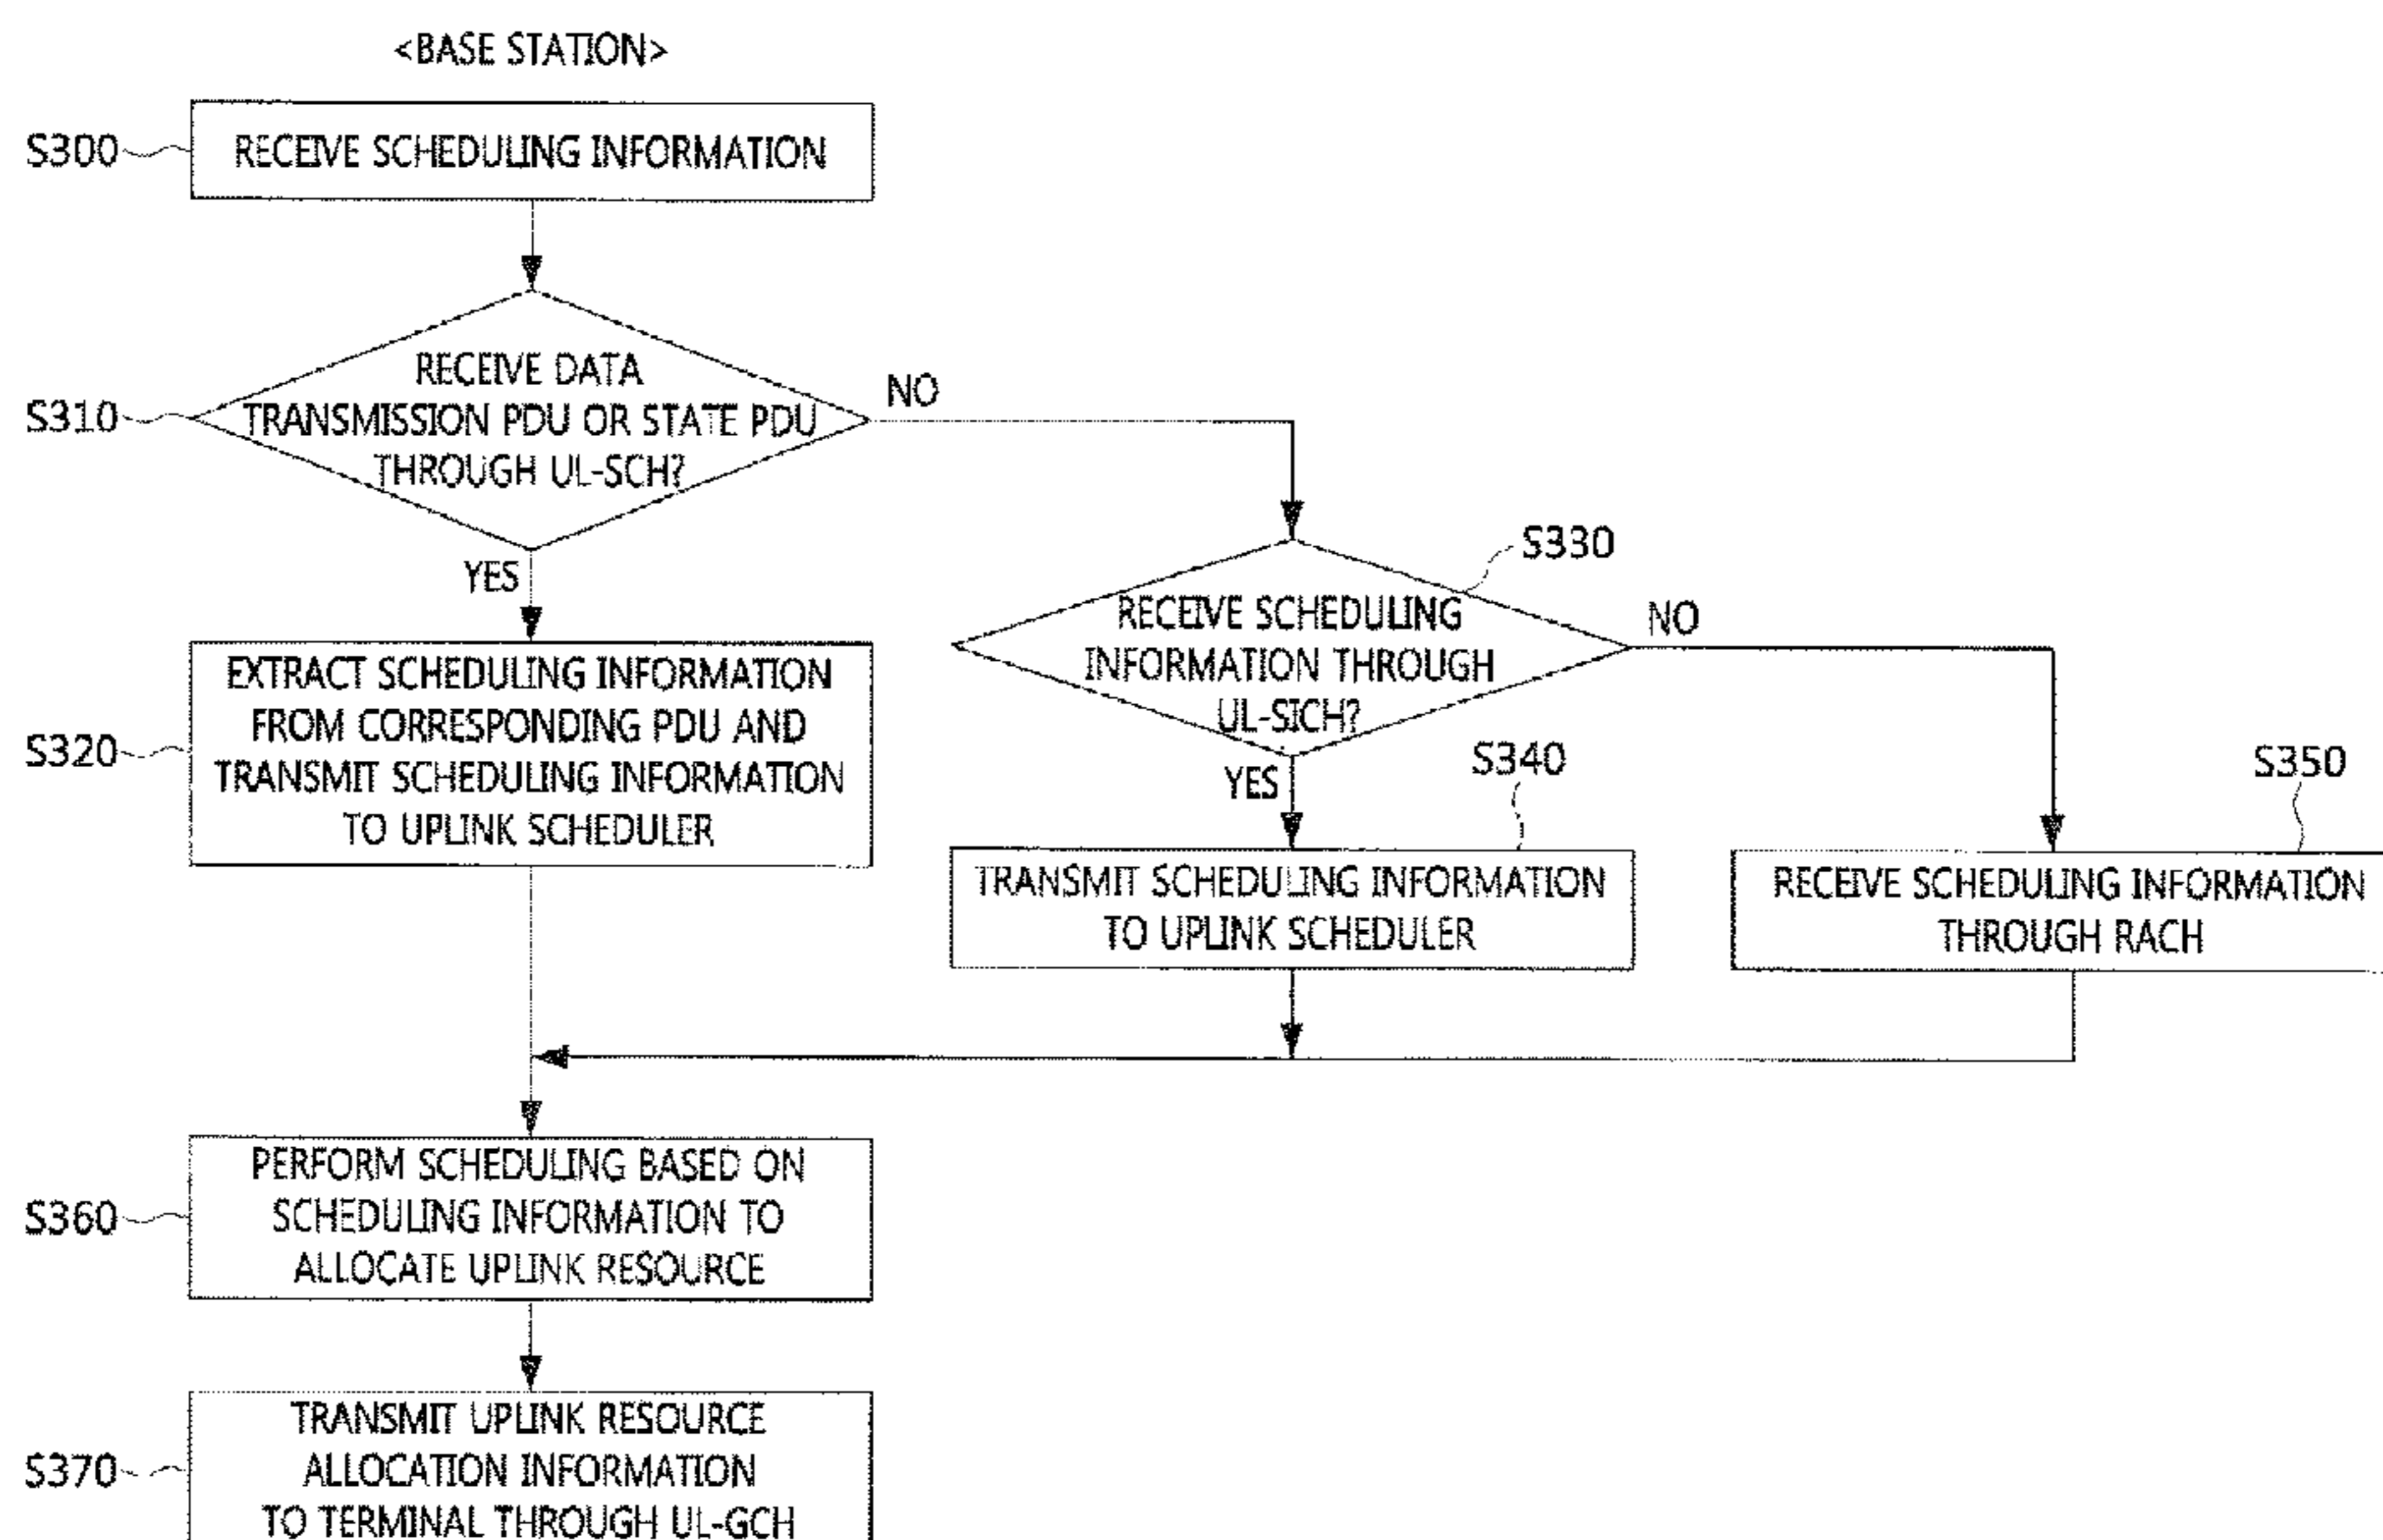 <BASE STATION>
S300
RECEIVE SCHEDULING INFORMATION
S310
RECEIVE DATA
TRANSMISSION PDU OR STATE PDU
THROUGH UL-SCH?
NO
YES
S320
EXTRACT SCHEDULING INFORMATION
FROM CORRESPONDING PDU AND
TRANSMIT SCHEDULING INFORMATION
TO UPLINK SCHEDULER
S330
RECEIVE SCHEDULING
INFORMATION THROUGH
UL-SICH?
NO
YES
S340
TRANSMIT SCHEDULING INFORMATION
TO UPLINK SCHEDULER
S350
RECEIVE SCHEDULING INFORMATION
THROUGH RACH
S360
PERFORM SCHEDULING BASED ON
SCHEDULING INFORMATION TO
ALLOCATE UPLINK RESOURCE
S370
TRANSMIT UPLINK RESOURCE
ALLOCATION INFORMATION
TO TERMINAL THROUGH UL-GCH